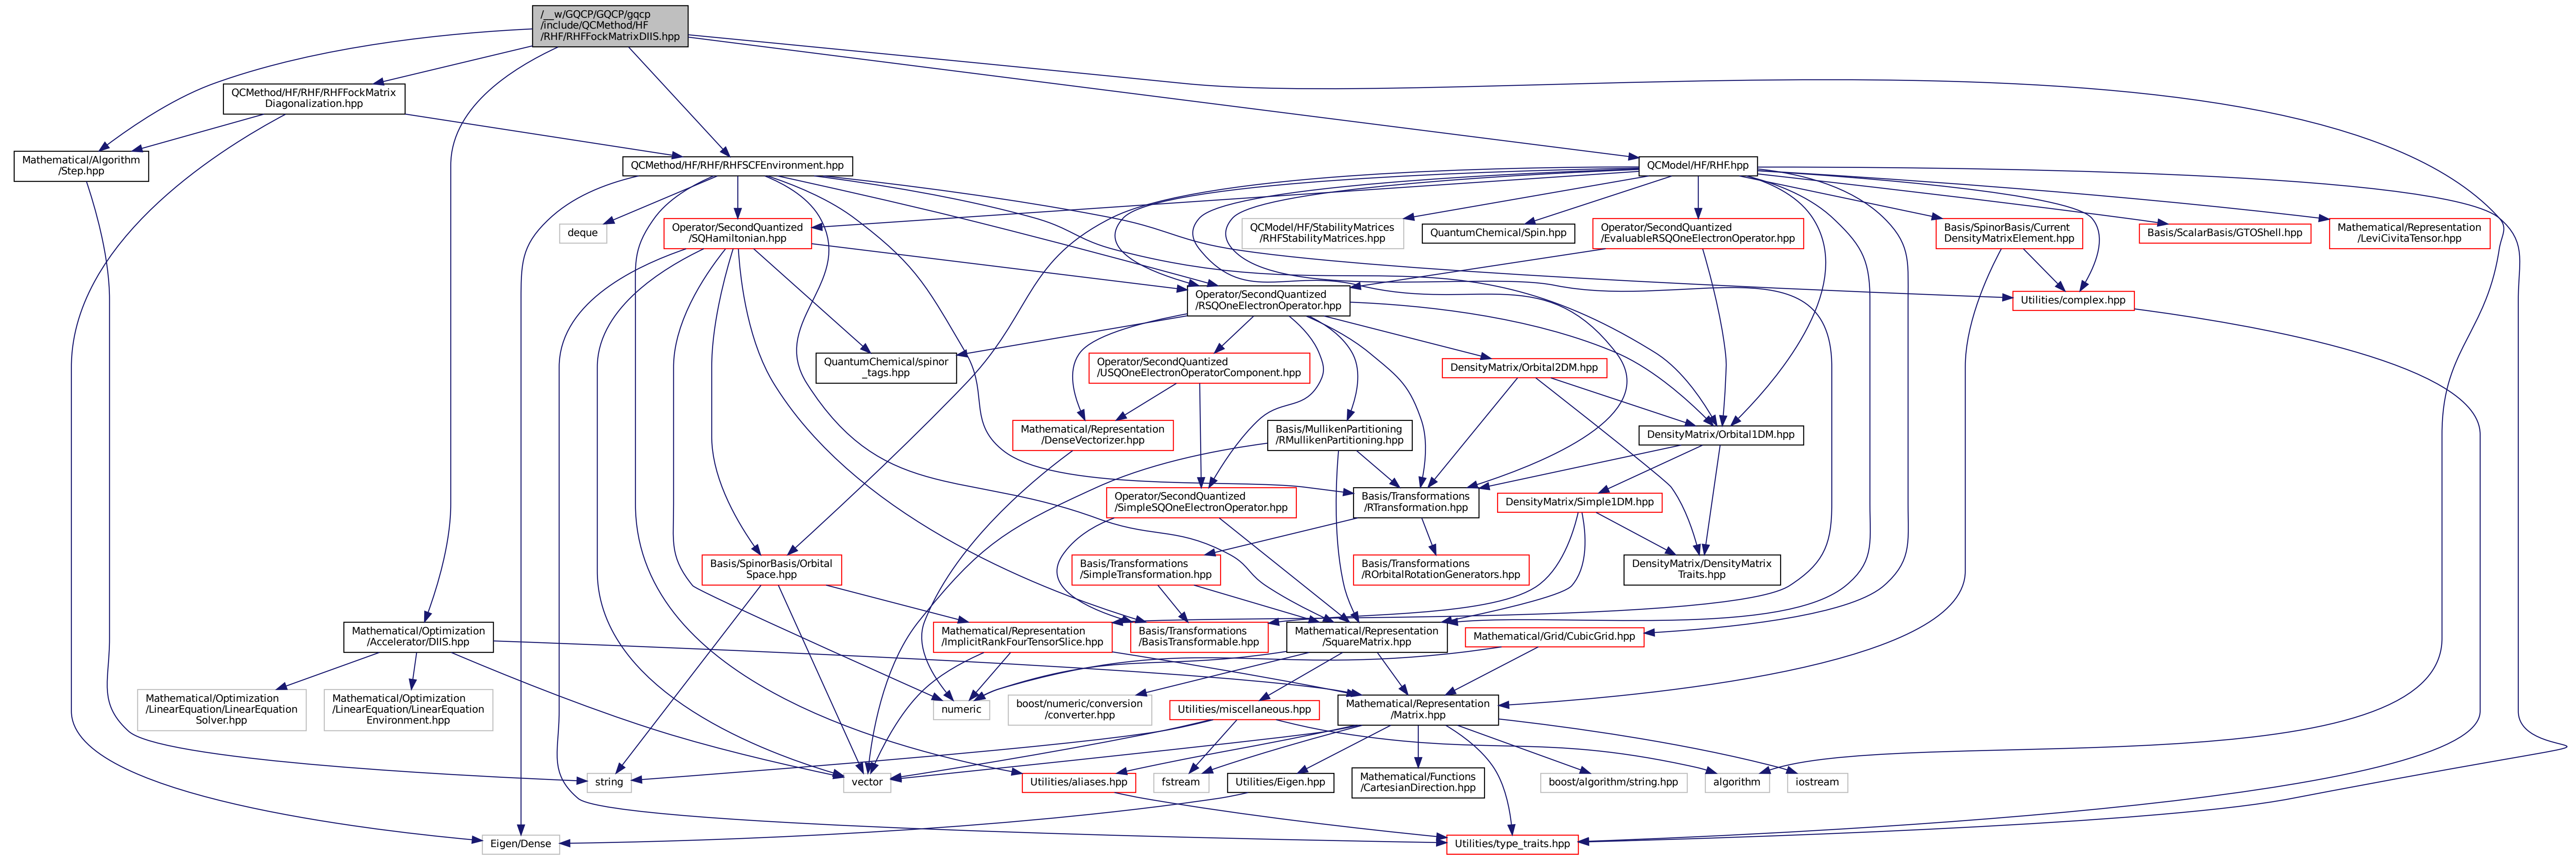 /__w/GQCP/GQCP/gqcp
/include/QCMethod/HF
/RHF/RHFFockMatrixDIIS.hpp
QCMethod/HF/RHF/RHFFockMatrix
Diagonalization.hpp
Mathematical/Algorithm
/Step.hpp
QCMethod/HF/RHF/RHFSCFEnvironment.hpp
QCModel/HF/RHF.hpp
deque
Operator/SecondQuantized
/SQHamiltonian.hpp
QCModel/HF/StabilityMatrices
/RHFStabilityMatrices.hpp
QuantumChemical/Spin.hpp
Operator/SecondQuantized
/EvaluableRSQOneElectronOperator.hpp
Basis/SpinorBasis/Current
DensityMatrixElement.hpp
Basis/ScalarBasis/GTOShell.hpp
Mathematical/Representation
/LeviCivitaTensor.hpp
Operator/SecondQuantized
/RSQOneElectronOperator.hpp
Utilities/complex.hpp
QuantumChemical/spinor
_tags.hpp
Operator/SecondQuantized
/USQOneElectronOperatorComponent.hpp
DensityMatrix/Orbital2DM.hpp
Mathematical/Representation
/DenseVectorizer.hpp
Basis/MullikenPartitioning
/RMullikenPartitioning.hpp
DensityMatrix/Orbital1DM.hpp
Operator/SecondQuantized
/SimpleSQOneElectronOperator.hpp
Basis/Transformations
/RTransformation.hpp
DensityMatrix/Simple1DM.hpp
Basis/SpinorBasis/Orbital
Space.hpp
Basis/Transformations
/SimpleTransformation.hpp
Basis/Transformations
/ROrbitalRotationGenerators.hpp
DensityMatrix/DensityMatrix
Traits.hpp
Mathematical/Optimization
/Accelerator/DIIS.hpp
Mathematical/Representation
/ImplicitRankFourTensorSlice.hpp
Basis/Transformations
/BasisTransformable.hpp
Mathematical/Representation
/SquareMatrix.hpp
Mathematical/Grid/CubicGrid.hpp
Mathematical/Optimization
/LinearEquation/LinearEquation
Solver.hpp
Mathematical/Optimization
/LinearEquation/LinearEquation
Environment.hpp
numeric
boost/numeric/conversion
/converter.hpp
Utilities/miscellaneous.hpp
Mathematical/Representation
/Matrix.hpp
string
vector
Utilities/aliases.hpp
fstream
Utilities/Eigen.hpp
Mathematical/Functions
/CartesianDirection.hpp
boost/algorithm/string.hpp
algorithm
iostream
Eigen/Dense
Utilities/type_traits.hpp